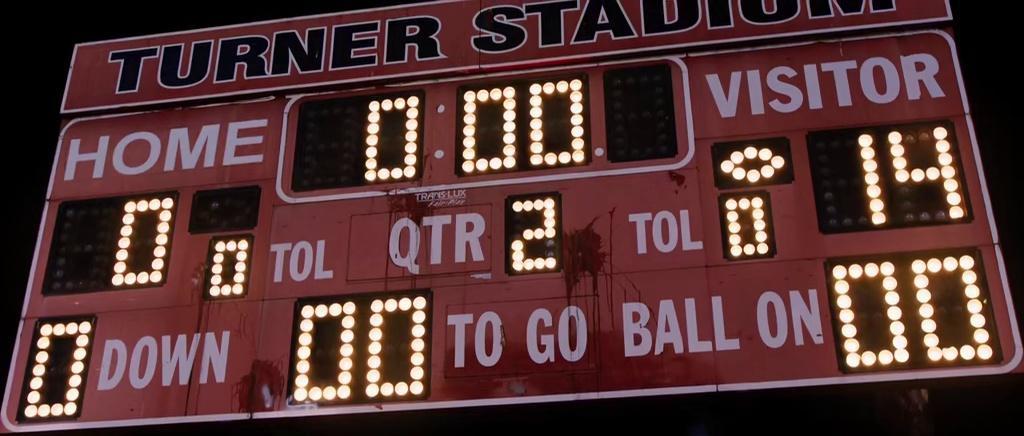 TURNER STADIUM
HOME 0:00. VISITOR
TRANS-LUX
0 0 TOL QTR 2 TOL 0 14
0 DOWN 00 TO GO BALL ON 00